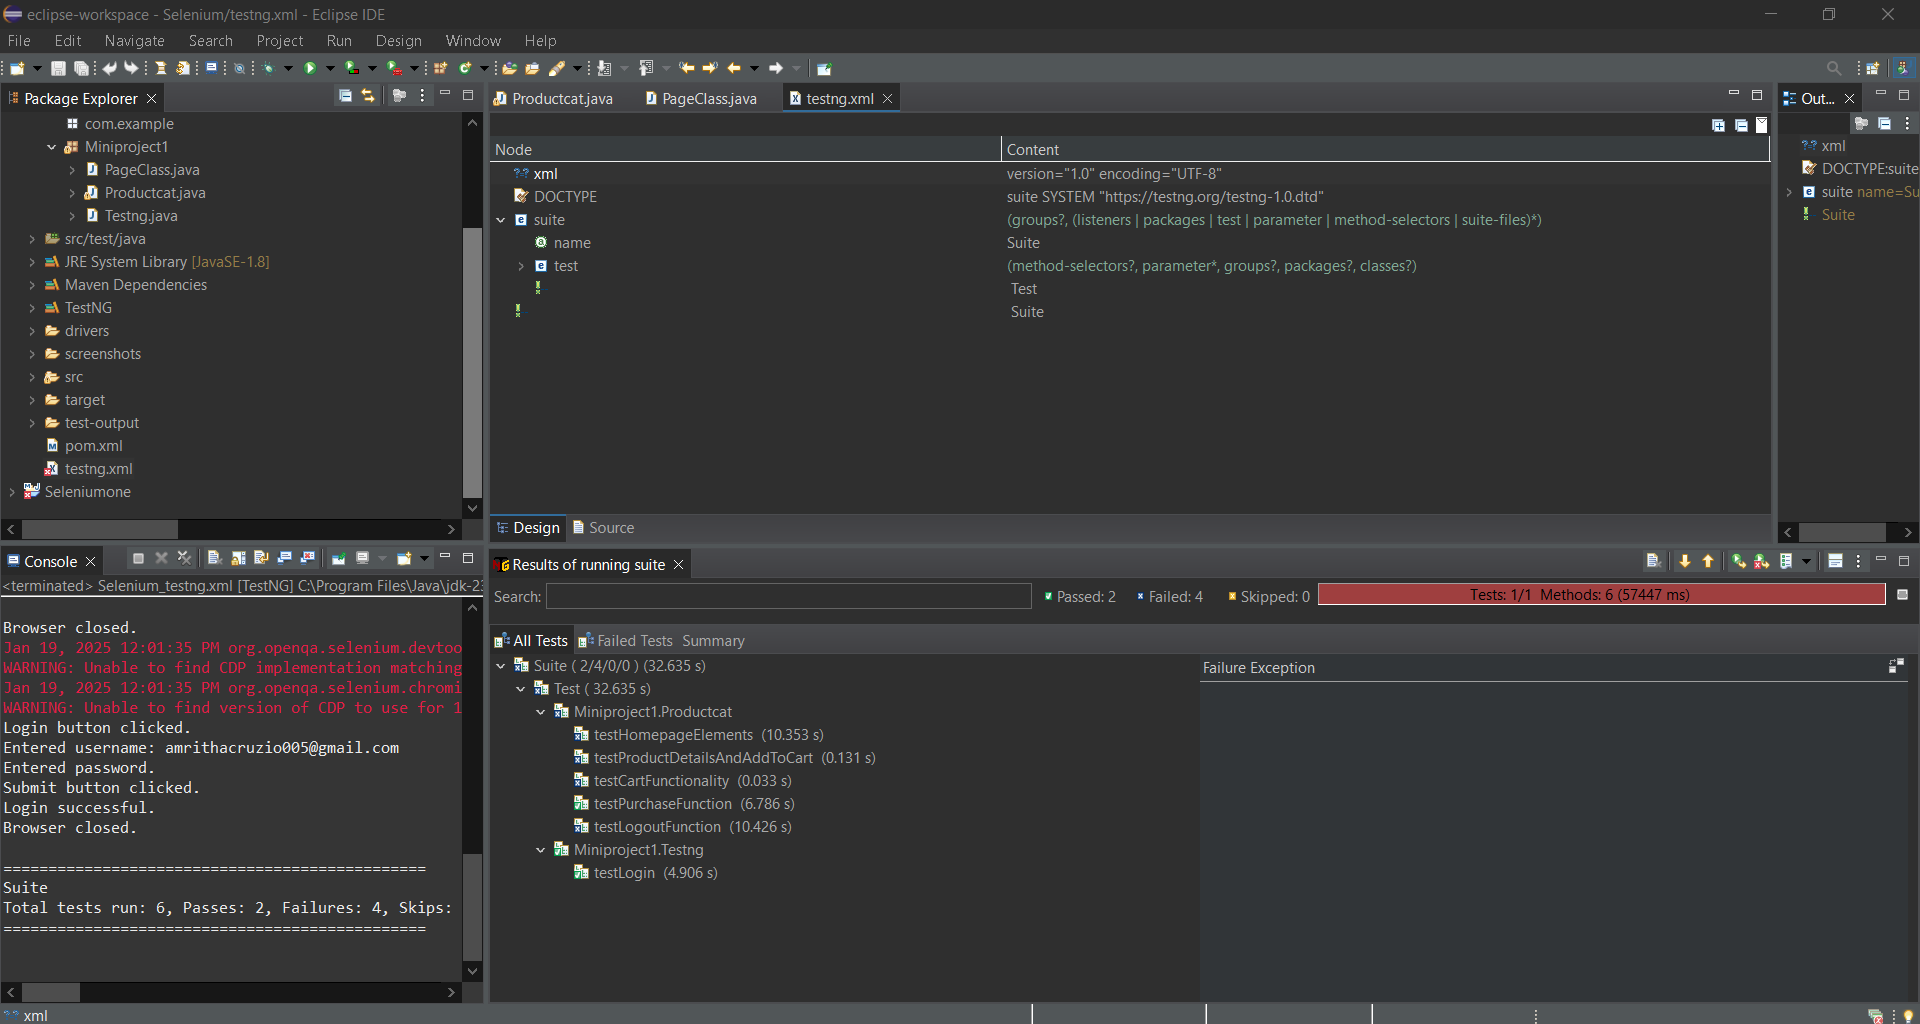 eclipse-workspace - Selenium/testng.xml - Eclipse IDE
File Edit Navigate Search Project Run Design Window Help
Package Explorer
com.example
Miniproject1
PageClass.java
Productcat.java
Testng.java
src/test/java
JRE System Library [JavaSE-1.8]
Maven Dependencies
TestNG
drivers
screenshots
src
target
test-output
pom.xml
testng.xml
Seleniumone
Productcat.java PageClass.java testng.xml
Node Content
xml version="1.0" encoding="UTF-8"
DOCTYPE suite SYSTEM "https://testng.org/testng-1.0.dtd"
suite (groups?, (listeners | packages | test | parameter | method-selectors | suite-files)*)
name Suite
test (method-selectors?, parameter*, groups?, packages?, classes?)
Test
Suite
Design Source
Out...
xml
DOCTYPE:suite
suite name=Su
Suite
Console
<terminated> Selenium_testng.xml [TestNG] C:\Program Files\Java\jdk-23
Browser closed.
Jan 19, 2025 12:01:35 PM org.openqa.selenium.devtoo
WARNING: Unable to find CDP implementation matching
Jan 19, 2025 12:01:35 PM org.openqa.selenium.chromi
WARNING: Unable to find version of CDP to use for 1
Login button clicked.
Entered username: amrithacruzio005@gmail.com
Entered password.
Submit button clicked.
Login successful.
Browser closed.
===============================================
Suite
Total tests run: 6, Passes: 2, Failures: 4, Skips:
===============================================
Results of running suite
Search: Passed: 2 Failed: 4 Skipped: 0 Tests: 1/1 Methods: 6 (57447 ms)
All Tests Failed Tests Summary
Suite ( 2/4/0/0 ) (32.635 s)
Test ( 32.635 s)
Miniproject1.Productcat
testHomepageElements (10.353 s)
testProductDetailsAndAddToCart (0.131 s)
testCartFunctionality (0.033 s)
testPurchaseFunction (6.786 s)
testLogoutFunction (10.426 s)
Miniproject1.Testng
testLogin (4.906 s)
Failure Exception
xml